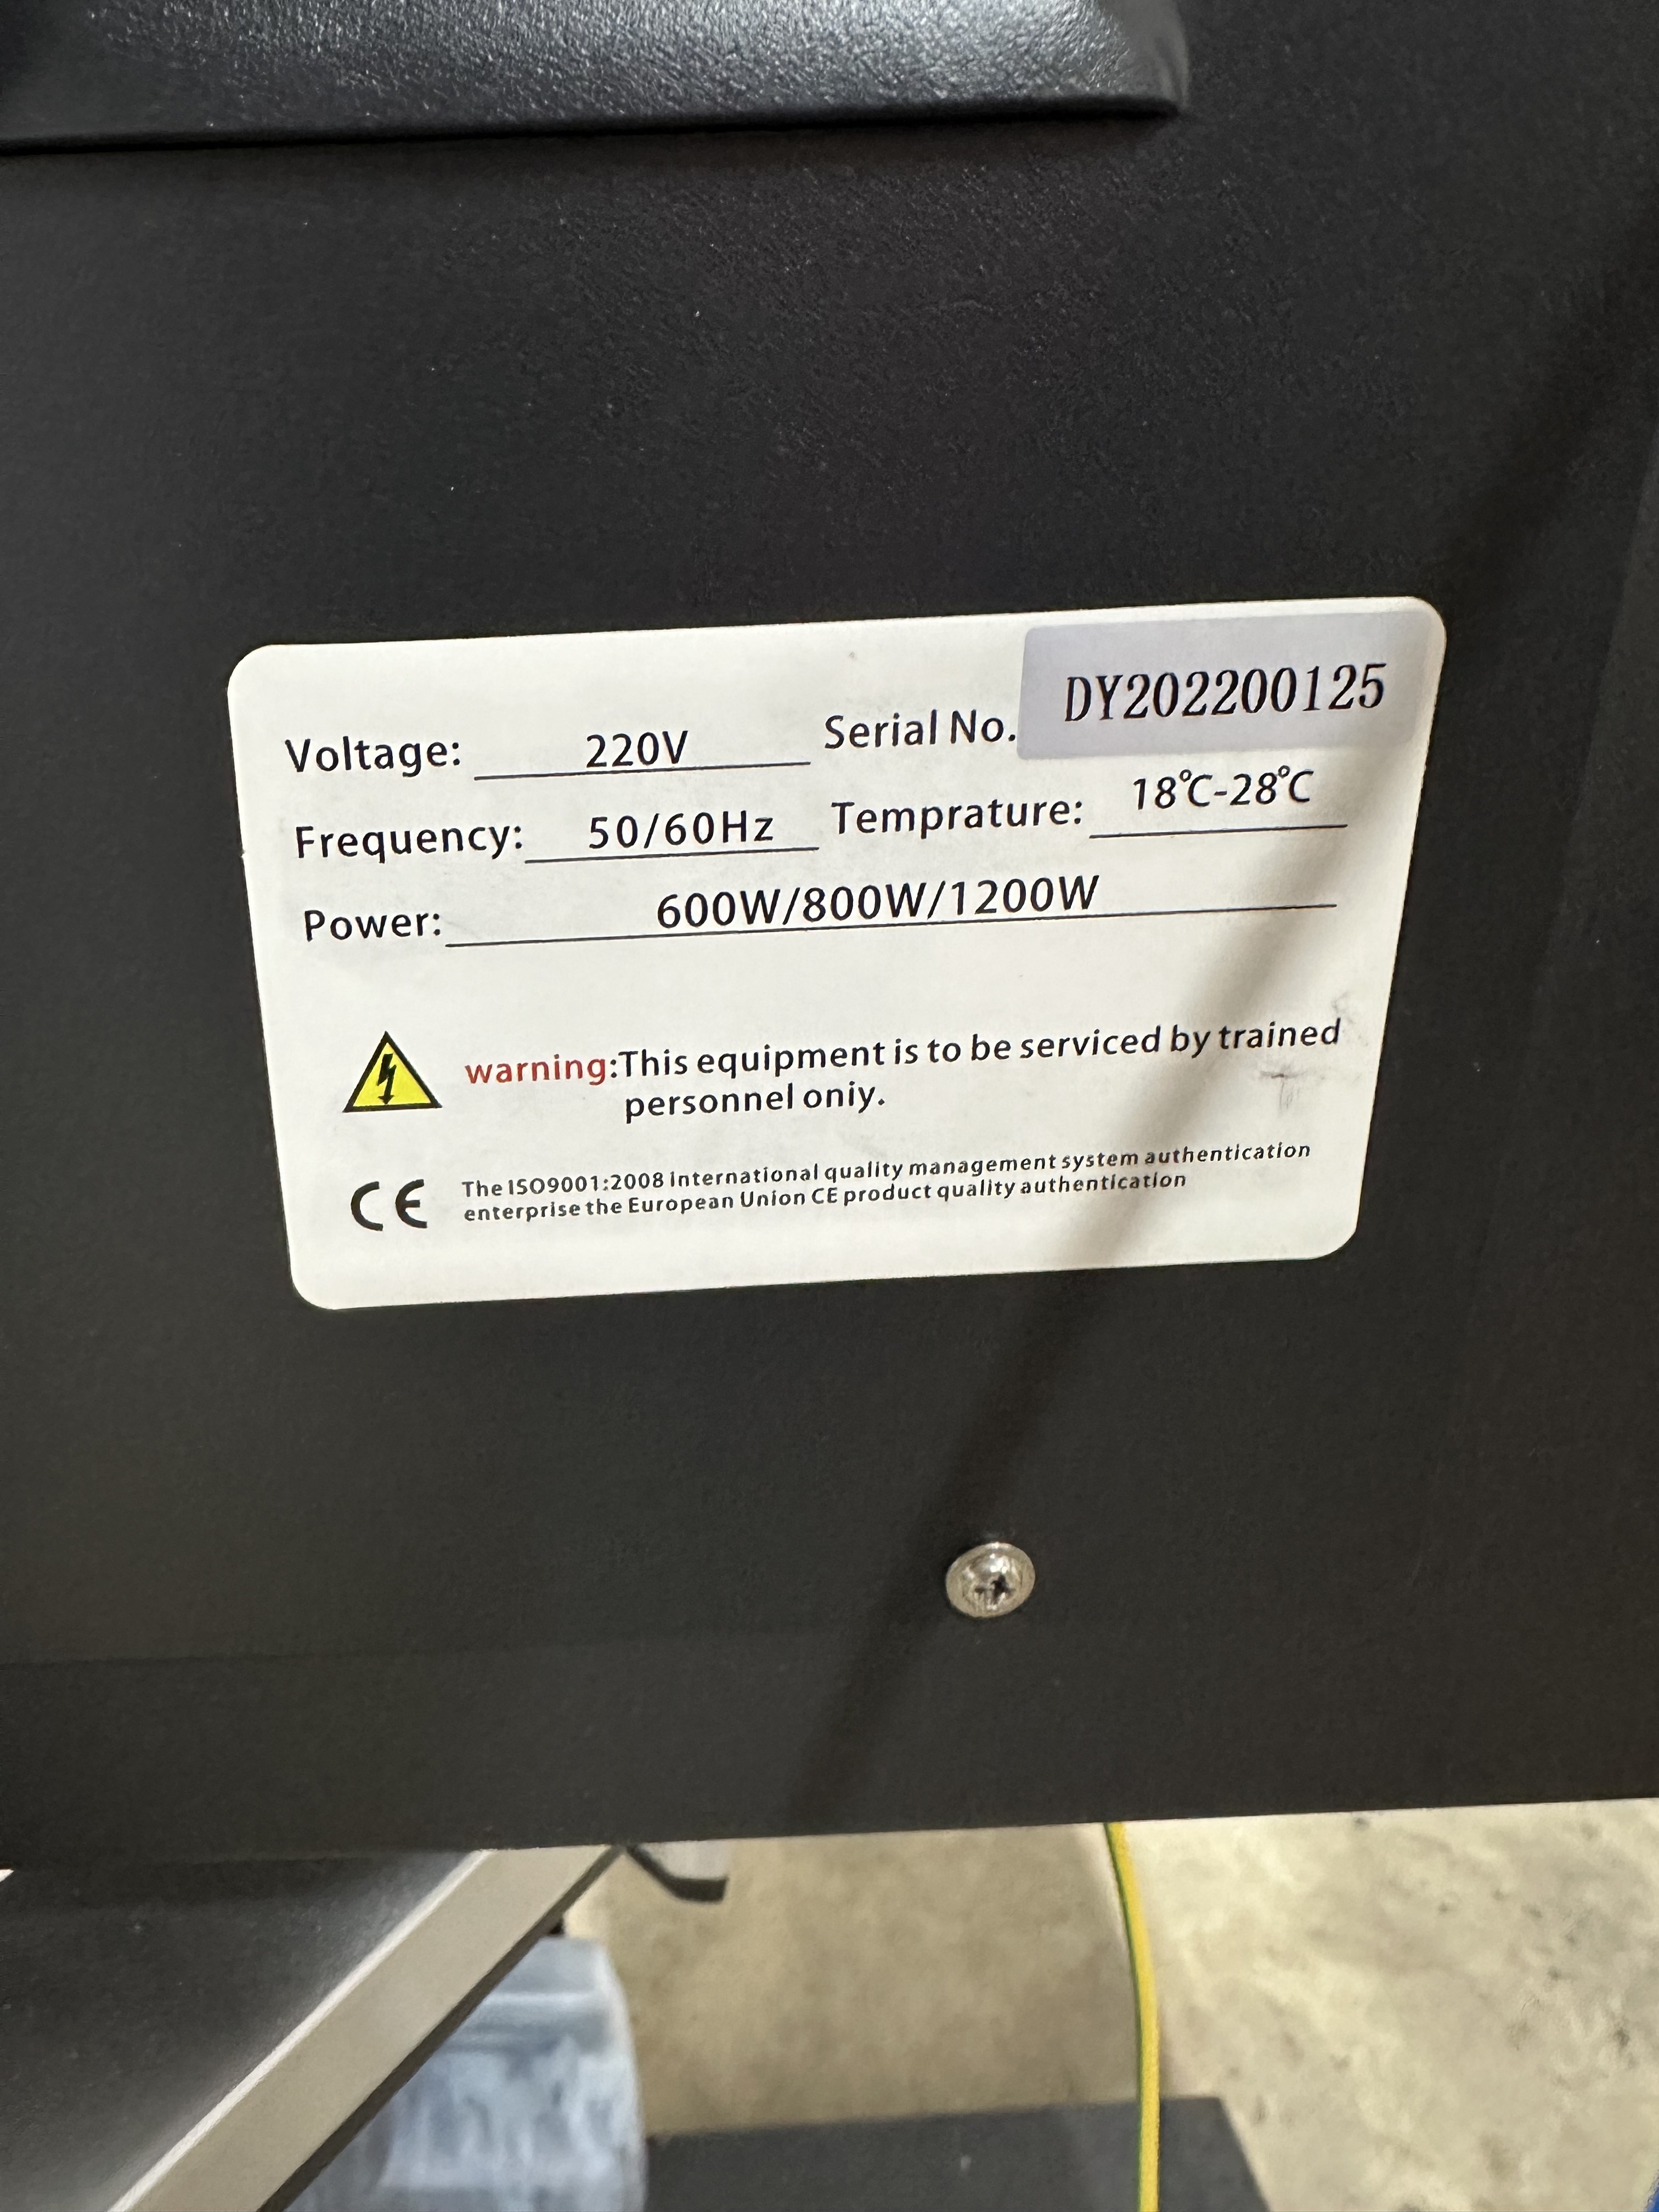 Voltage: 220V Serial No. DY202200125
Frequency: 50/60Hz Temprature: 18℃-28℃
Power: 600W/800W/1200W
warning:This equipment is to be serviced by trained
personnel oniy.
CE
The ISO9001:2008 international quality management system authentication
enterprise the European Union CE product quality authentication